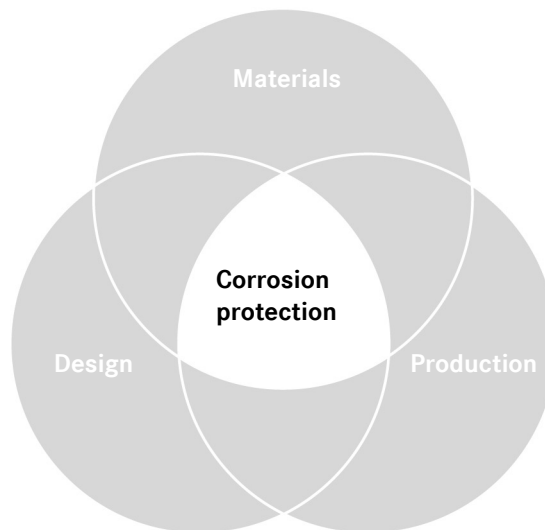 Materials
Corrosion
protection
Design
Production